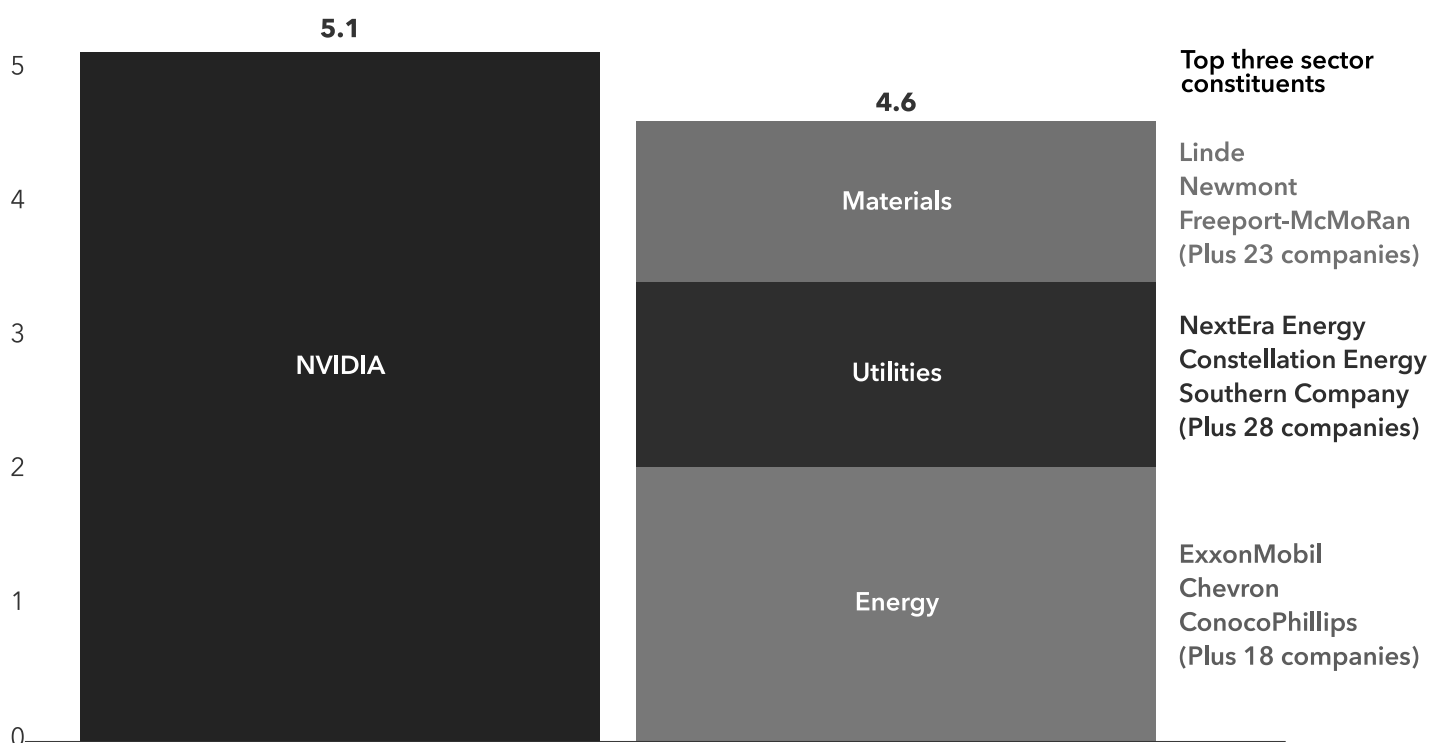 5.1
5
4
3
2
1
0
NVIDIA
4.6
Materials
Utilities
Energy
Top three sector
constituents
Linde
Newmont
Freeport-McMoRan
(Plus 23 companies)
NextEra Energy
Constellation Energy
Southern Company
(Plus 28 companies)
ExxonMobil
Chevron
ConocoPhillips
(Plus 18 companies)